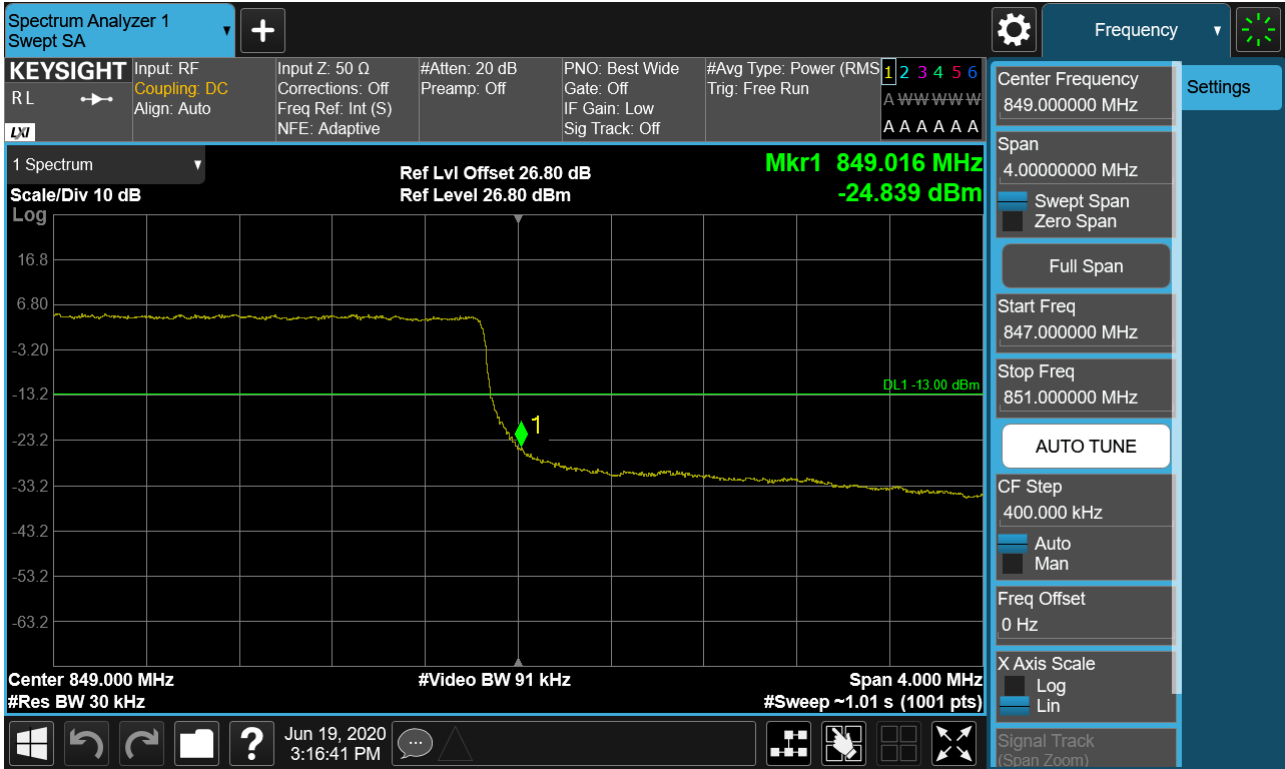 Spectrum Analyzer 1
Swept SA
+
Frequency
KEYSIGHT
R L
LXI
Input: RF
Coupling: DC
Align: Auto
Input Z: 50 Ω
Corrections: Off
Freq Ref: Int (S)
NFE: Adaptive
#Atten: 20 dB
Preamp: Off
PNO: Best Wide
Gate: Off
IF Gain: Low
Sig Track: Off
#Avg Type: Power (RMS
Trig: Free Run
1 2 3 4 5 6
A W W W W W
A A A A A A
1 Spectrum
Scale/Div 10 dB
Log
Ref Lvl Offset 26.80 dB
Ref Level 26.80 dBm
Mkr1 849.016 MHz
-24.839 dBm
16.8
6.80
-3.20
-13.2
-23.2
-33.2
-43.2
-53.2
-63.2
DL1 -13.00 dBm
1
Center 849.000 MHz
#Res BW 30 kHz
#Video BW 91 kHz
Span 4.000 MHz
#Sweep ~1.01 s (1001 pts)
Jun 19, 2020
3:16:41 PM
?
Center Frequency
849.000000 MHz
Span
4.00000000 MHz
Swept Span
Zero Span
Full Span
Start Freq
847.000000 MHz
Stop Freq
851.000000 MHz
AUTO TUNE
CF Step
400.000 kHz
Auto
Man
Freq Offset
0 Hz
X Axis Scale
Log
Lin
Signal Track
(Span Zoom)
Settings